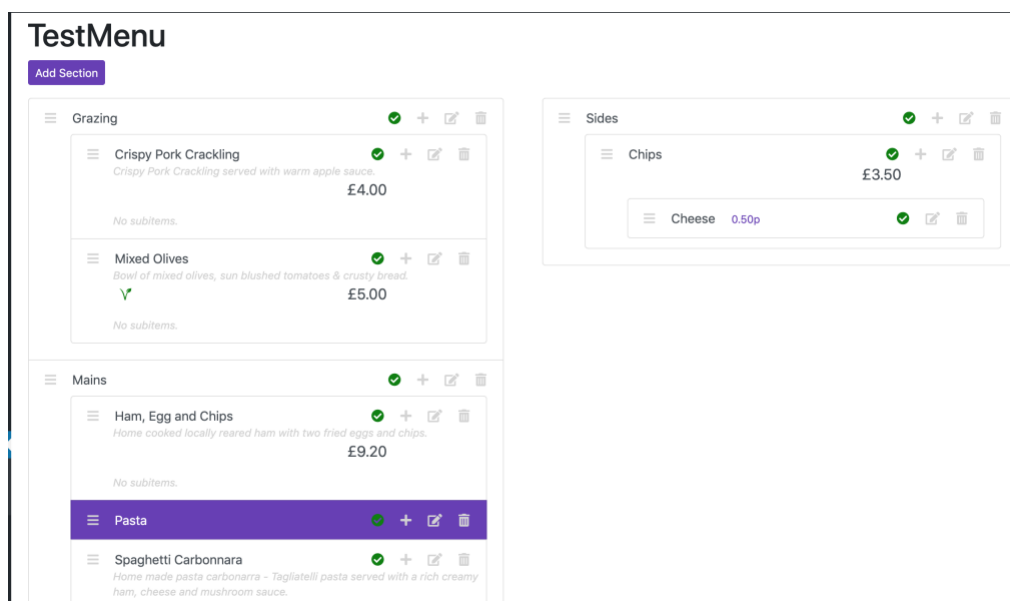 TestMenu
Add Section
Grazing
Crispy Pork Crackling
Crispy Pork Crackling served with warm apple sauce.
£4.00
No subitems.
Mixed Olives
Bowl of mixed olives, sun blushed tomatoes & crusty bread.
£5.00
No subitems.
Mains
Ham, Egg and Chips
Home cooked locally reared ham with two fried eggs and chips.
£9.20
No subitems.
Pasta
Spaghetti Carbonnara
Home made pasta carbonarra - Tagliatelli pasta served with a rich creamy
ham, cheese and mushroom sauce.
Sides
Chips
£3.50
Cheese 0.50p